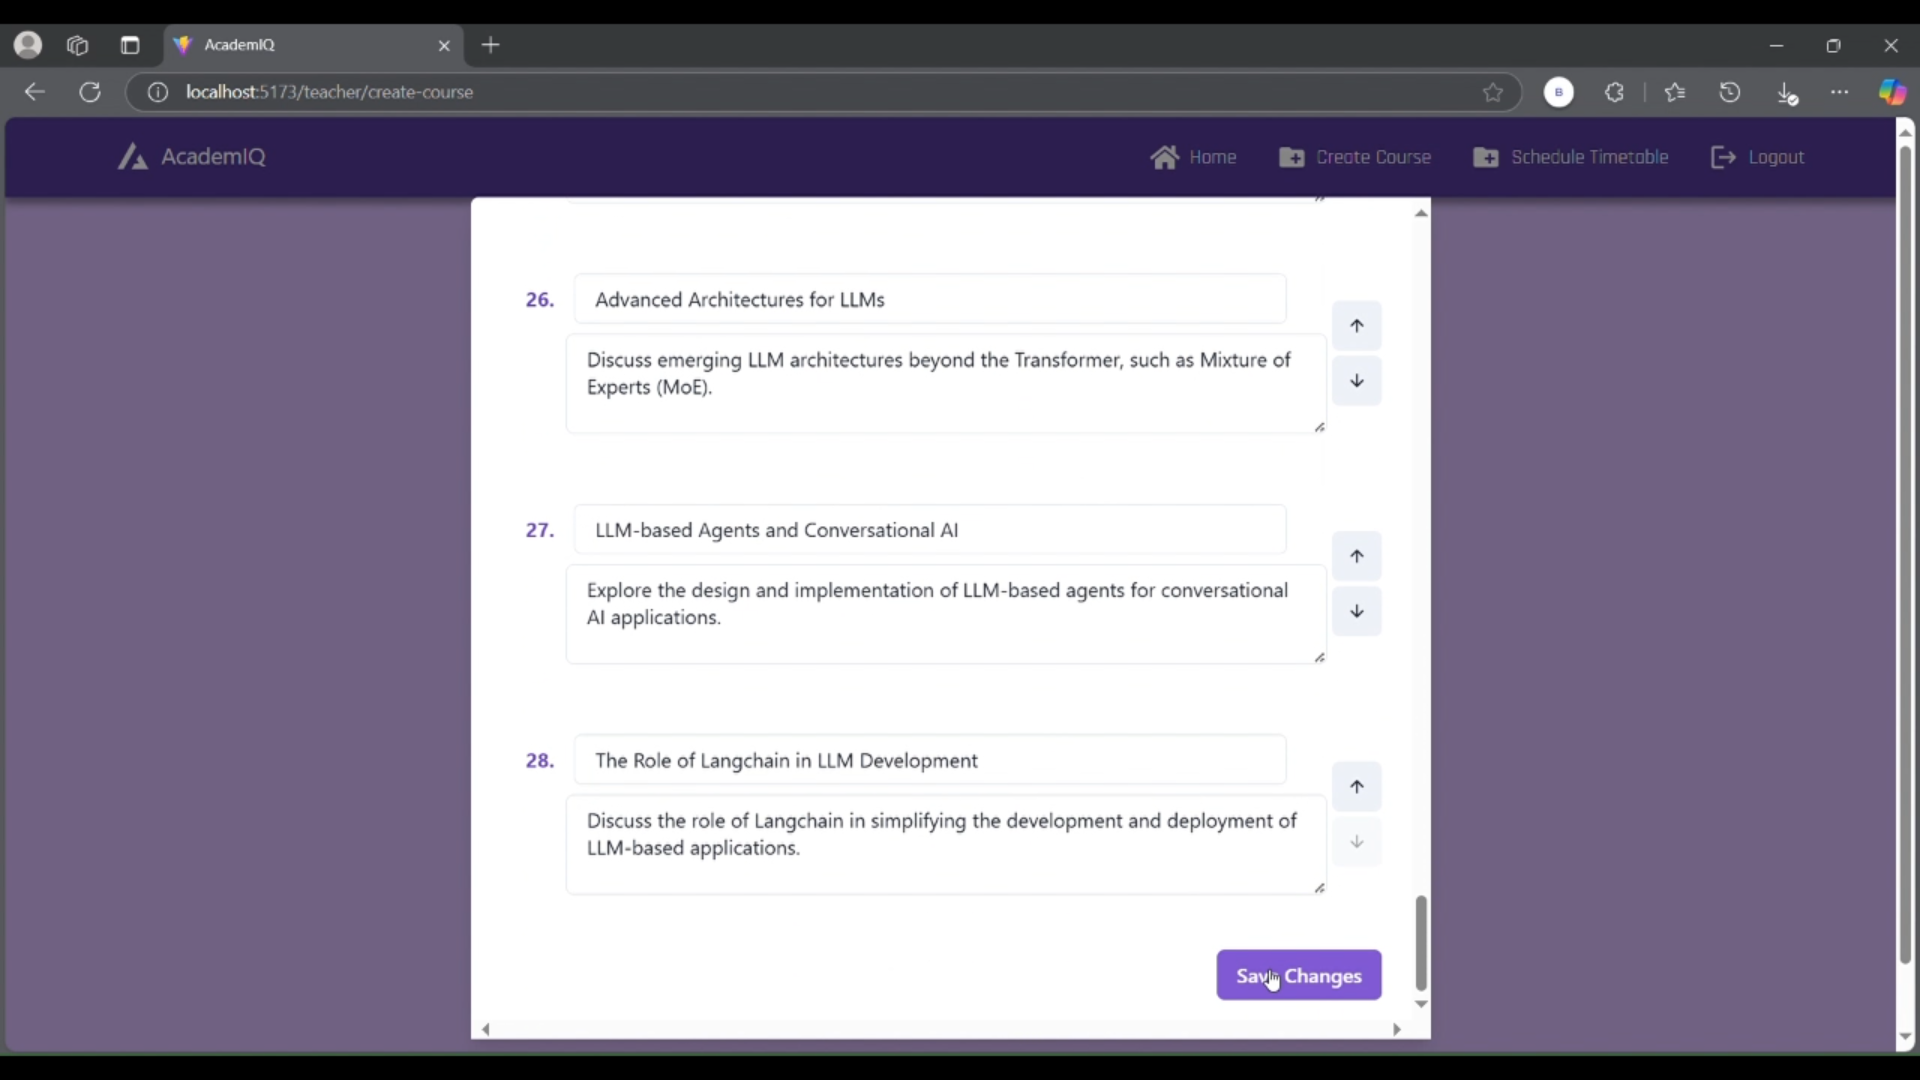 AcademIQ
localhost:5173/teacher/create-course
B
AcademIQ
Home
Create Course
Schedule Timetable
Logout
26.
Advanced Architectures for LLMs
Discuss emerging LLM architectures beyond the Transformer, such as Mixture of
Experts (MoE).
27.
LLM-based Agents and Conversational AI
Explore the design and implementation of LLM-based agents for conversational
AI applications.
28.
The Role of Langchain in LLM Development
Discuss the role of Langchain in simplifying the development and deployment of
LLM-based applications.
Save Changes